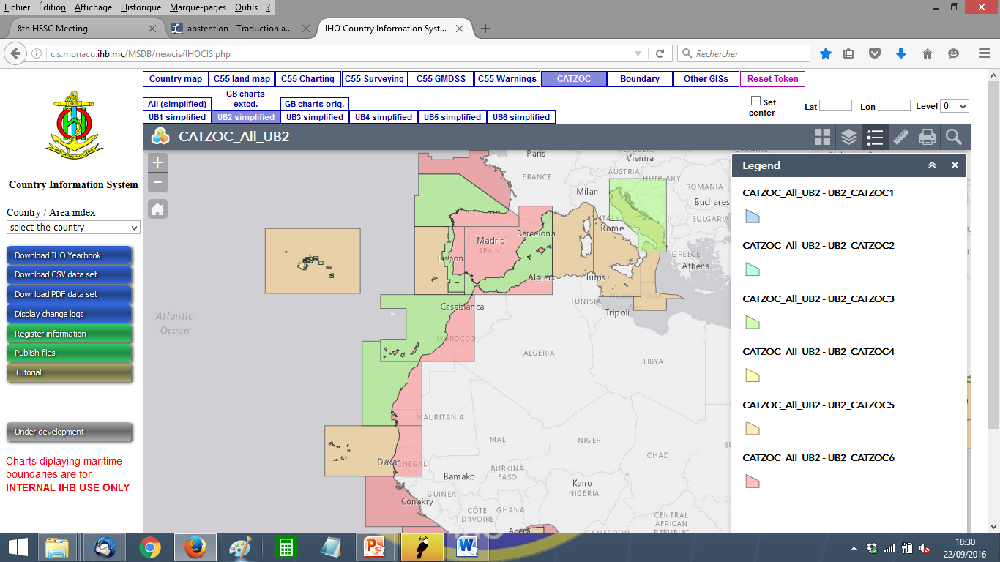 Fichier Édition Affichage Historique Marque-pages Outils ?
8th HSSC Meeting
abstention - Traduction a...
IHO Country Information Syst...
cis.monaco.ihb.mc/MSDB/newcis/IHOCIS.php
Rechercher
Country map
C55 land map
C55 Charting
C55 Surveying
C55 GMDSS
C55 Warnings
CATZOC
Boundary
Other GISs
Reset Token
All (simplified)
GB charts
extcd.
GB charts orig.
UB1 simplified
UB2 simplified
UB3 simplified
UB4 simplified
UB5 simplified
UB6 simplified
Set
center
Lat
Lon
Level
0
CATZOC_All_UB2
Country Information System
Country / Area index
select the country
Download IHO Yearbook
Download CSV data set
Download PDF data set
Display change logs
Register information
Publish files
Tutorial
Under development
Charts diplaying maritime
boundaries are for
INTERNAL IHB USE ONLY
+
−
Paris
Vienna
FRANCE
AUSTRIA
HUNGARY
Milan
ROMANIA
Bucharest
ITALY
Rome
BULGARIA
Barcelona
Madrid
SPAIN
Lisbon
GREECE
Athens
Algiers
Tunis
Mediterranean
Sea
TUNISIA
Tripoli
Casablanca
Atlantic
Ocean
MOROCCO
ALGERIA
LIBYA
MAURITANIA
MALI
NIGER
CHAD
Dakar
SENEGAL
Bamako
BURKINA
FASO
Kano
NIGERIA
GUINEA
Conakry
CÔTE
D'IVOIRE
GHANA
Accra
CAMEROON
CENTRAL
AFRICAN
REPUBLIC
Legend
CATZOC_All_UB2 - UB2_CATZOC1
CATZOC_All_UB2 - UB2_CATZOC2
CATZOC_All_UB2 - UB2_CATZOC3
CATZOC_All_UB2 - UB2_CATZOC4
CATZOC_All_UB2 - UB2_CATZOC5
CATZOC_All_UB2 - UB2_CATZOC6
18:30
22/09/2016